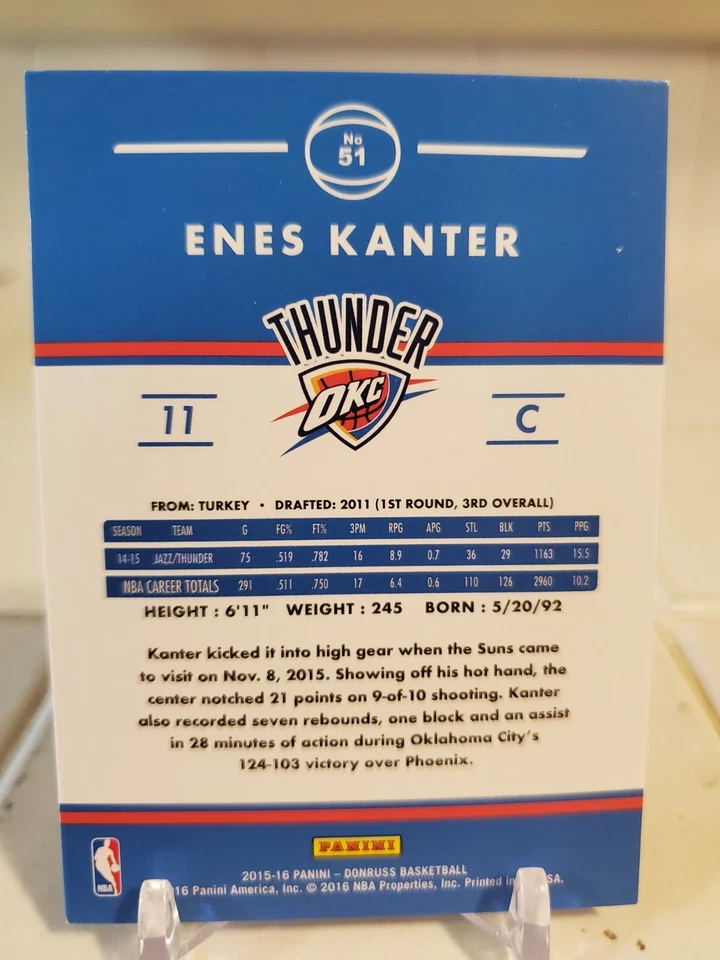 No
51
ENES KANTER
THUNDER
OKC
11
C
FROM: TURKEY • DRAFTED: 2011 (1ST ROUND, 3RD OVERALL)
SEASON TEAM G FG% FT% 3PM RPG APG STL BLK PTS PPG
14-15 JAZZ/THUNDER 75 .519 .782 16 8.9 0.7 36 29 1163 15.5
NBA CAREER TOTALS 291 .511 .750 17 6.4 0.6 110 126 2960 10.2
HEIGHT : 6'11" WEIGHT : 245 BORN : 5/20/92
Kanter kicked it into high gear when the Suns came
to visit on Nov. 8, 2015. Showing off his hot hand, the
center notched 21 points on 9-of-10 shooting. Kanter
also recorded seven rebounds, one block and an assist
in 28 minutes of action during Oklahoma City's
124-103 victory over Phoenix.
PANINI
NBA
2015-16 PANINI – DONRUSS BASKETBALL
16 Panini America, Inc. © 2016 NBA Properties, Inc. Printed in SA.